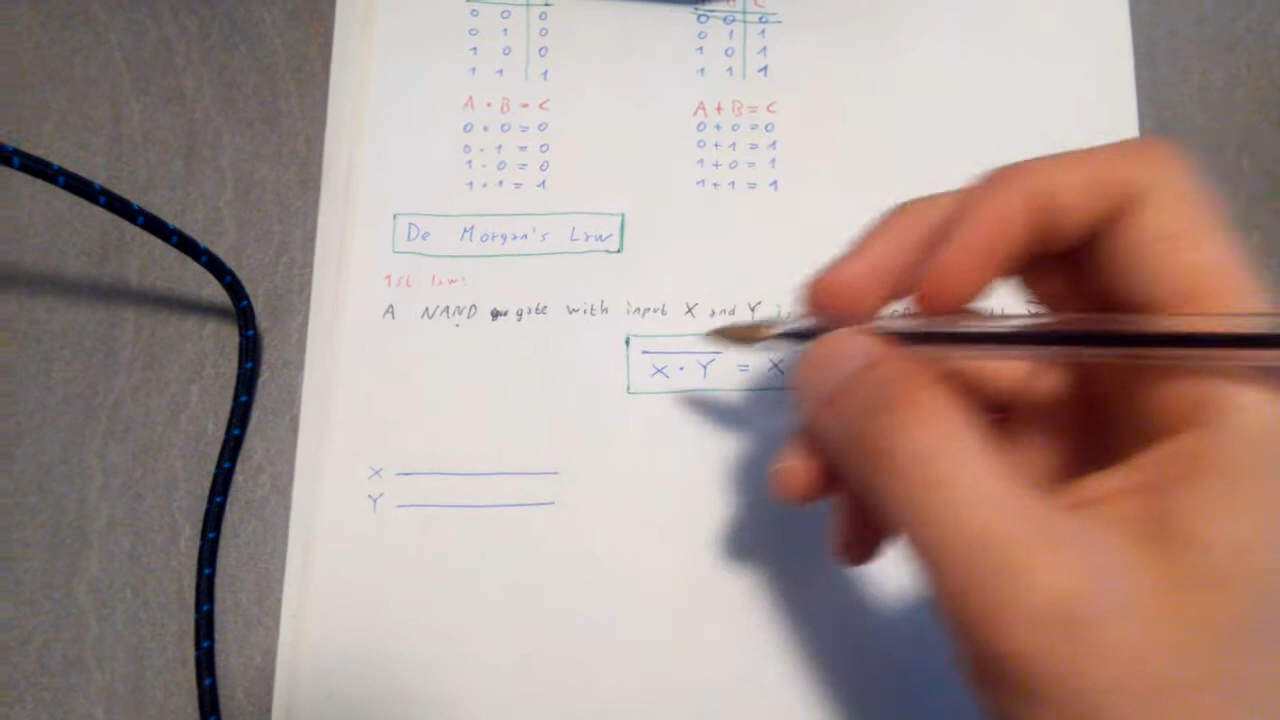 0 0 0 0 0 0
0 1 0 0 1 1
1 0 0 1 0 1
1 1 1 1 1 1
A • B = C A + B = C
0 • 0 = 0 0 + 0 = 0
0 • 1 = 0 0 + 1 = 1
1 • 0 = 0 1 + 0 = 1
1 • 1 = 1 1 + 1 = 1
De Morgan's Law
1st law:
A NAND gate with input X and Y is
X • Y = X
X
Y